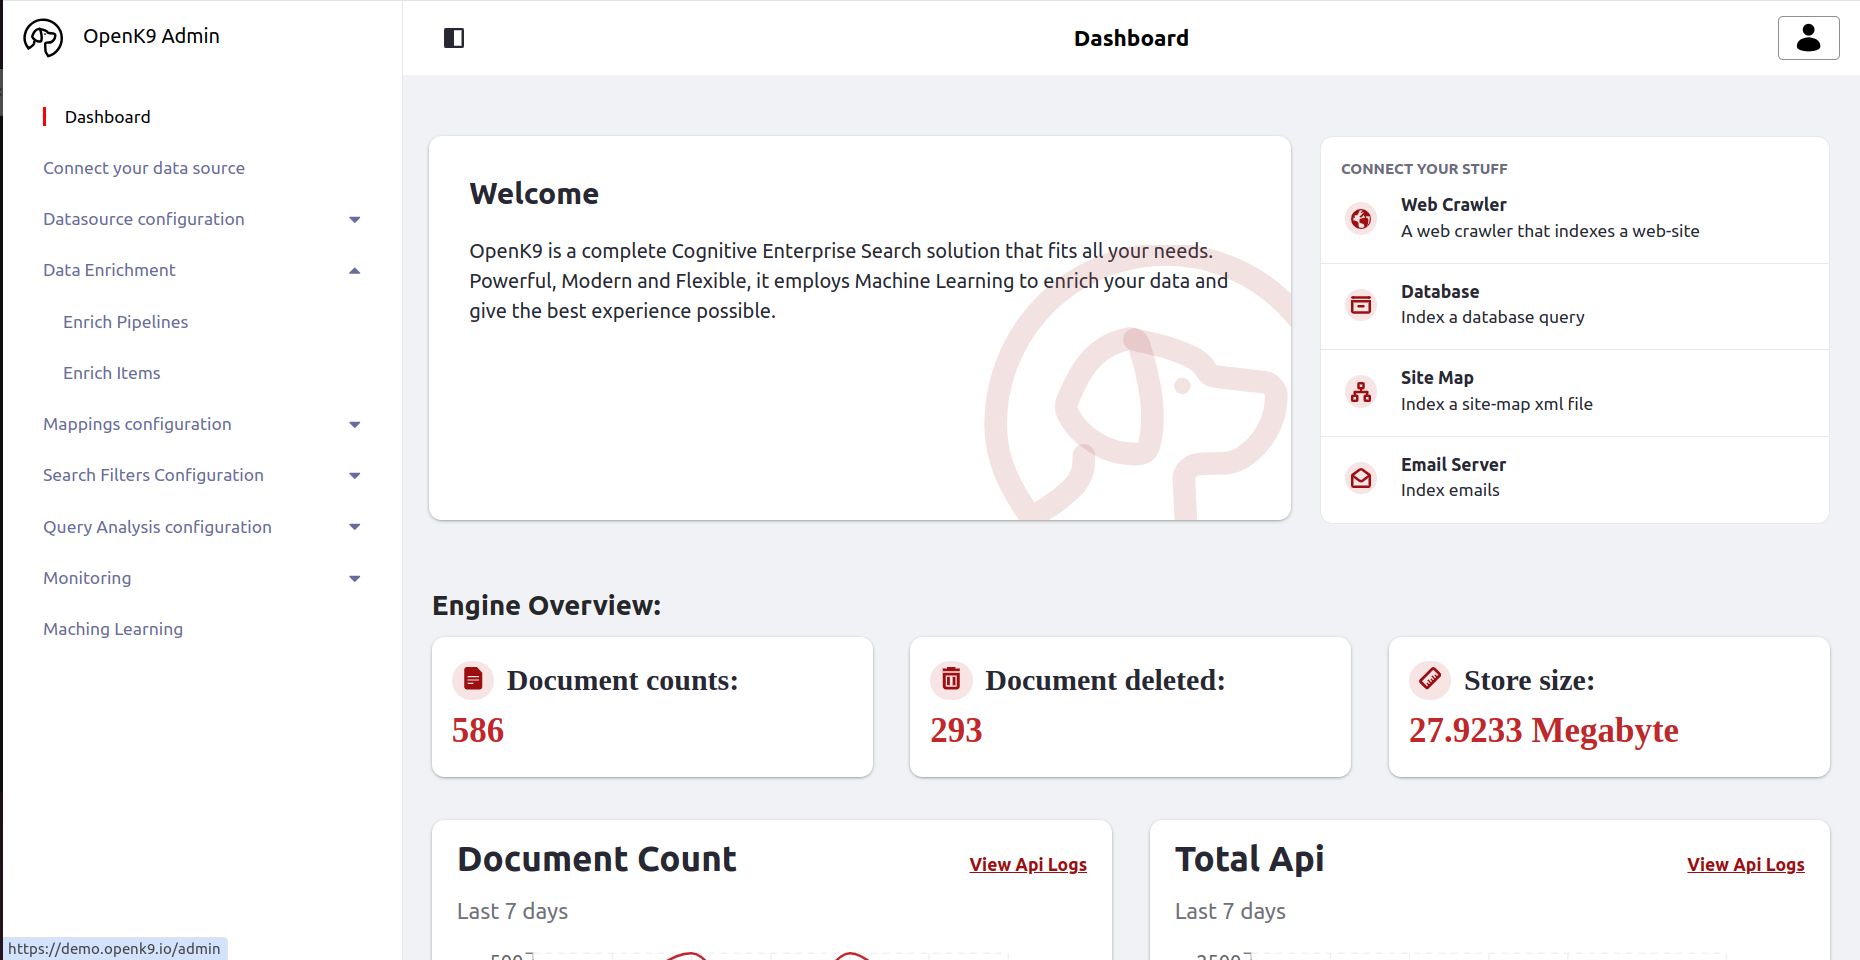 OpenK9 Admin
Dashboard
Dashboard
Connect your data source
Datasource configuration
Data Enrichment
Enrich Pipelines
Enrich Items
Mappings configuration
Search Filters Configuration
Query Analysis configuration
Monitoring
Maching Learning
Welcome
OpenK9 is a complete Cognitive Enterprise Search solution that fits all your needs.
Powerful, Modern and Flexible, it employs Machine Learning to enrich your data and
give the best experience possible.
CONNECT YOUR STUFF
Web Crawler
A web crawler that indexes a web-site
Database
Index a database query
Site Map
Index a site-map xml file
Email Server
Index emails
Engine Overview:
Document counts:
586
Document deleted:
293
Store size:
27.9233 Megabyte
Document Count
View Api Logs
Last 7 days
Total Api
View Api Logs
Last 7 days
https://demo.openk9.io/admin